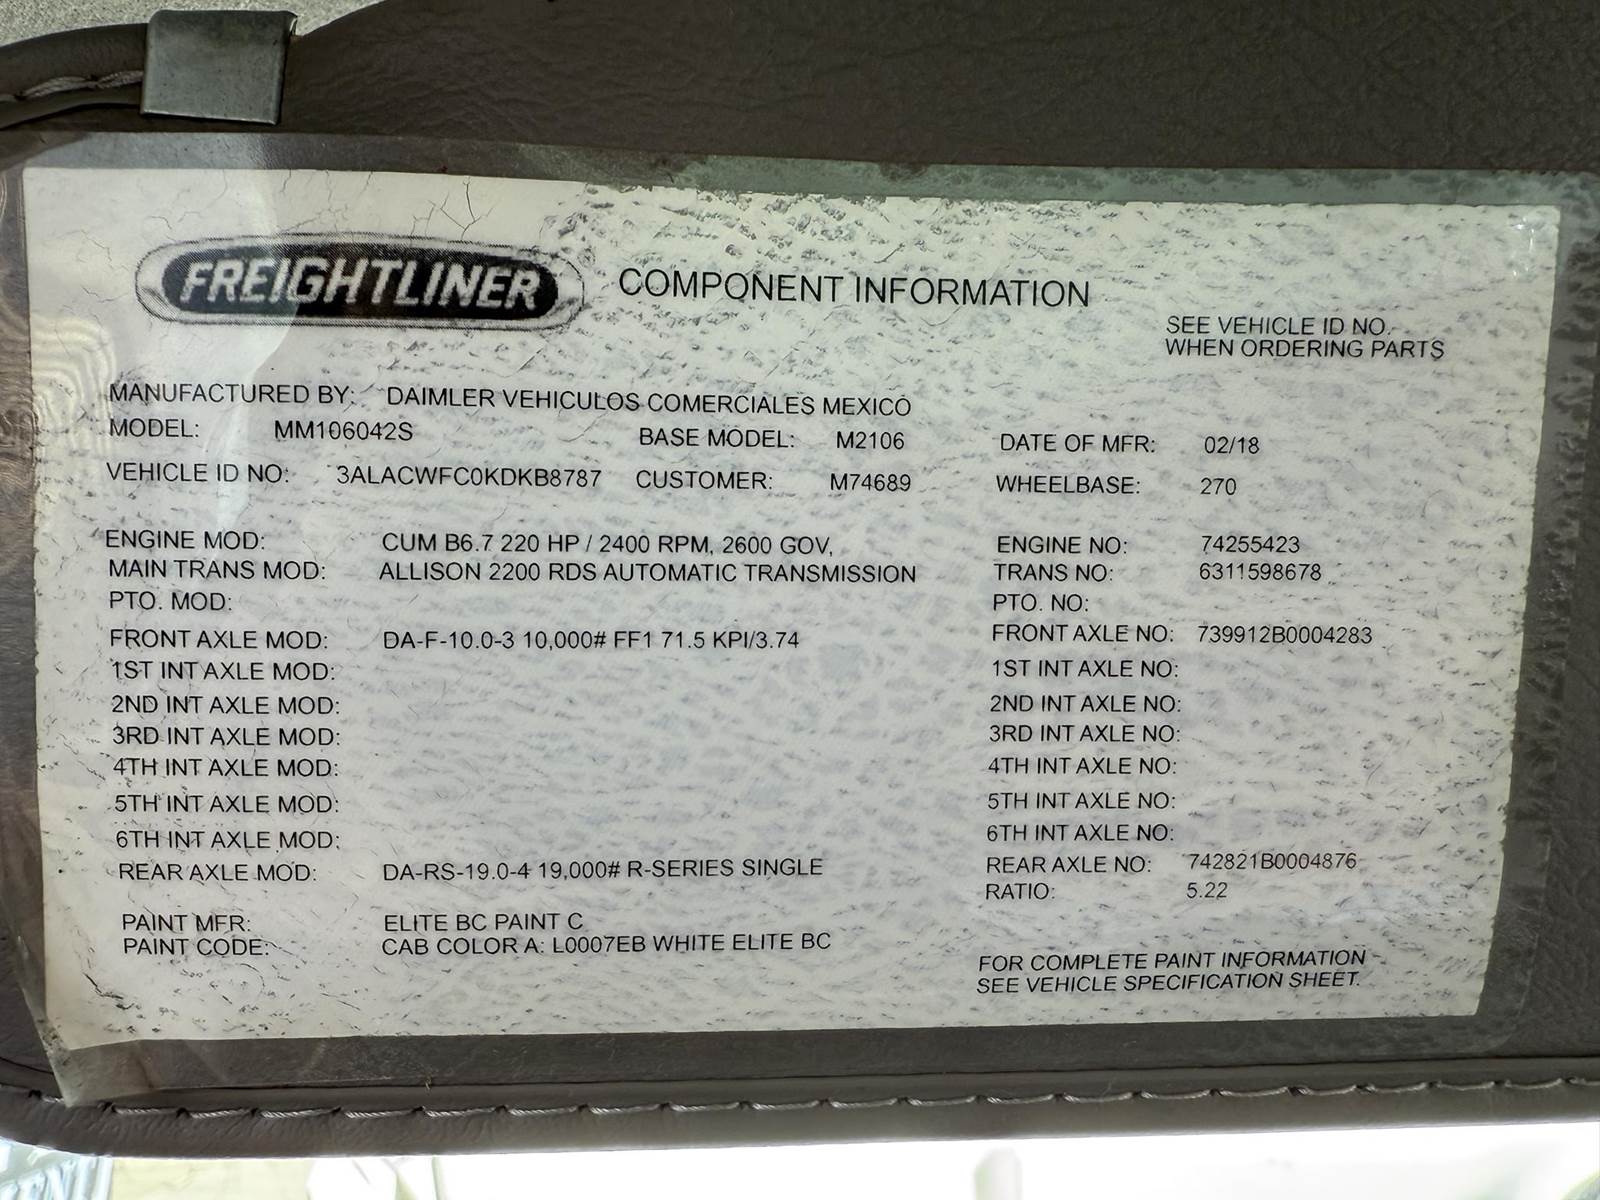 FREIGHTLINER COMPONENT INFORMATION
SEE VEHICLE ID NO.
WHEN ORDERING PARTS
MANUFACTURED BY: DAIMLER VEHICULOS COMERCIALES MEXICO
MODEL: MM106042S BASE MODEL: M2106 DATE OF MFR: 02/18
VEHICLE ID NO: 3ALACWFC0KDKB8787 CUSTOMER: M74689 WHEELBASE: 270
ENGINE MOD: CUM B6.7 220 HP / 2400 RPM, 2600 GOV, ENGINE NO: 74255423
MAIN TRANS MOD: ALLISON 2200 RDS AUTOMATIC TRANSMISSION TRANS NO: 6311598678
PTO. MOD: PTO. NO:
FRONT AXLE MOD: DA-F-10.0-3 10,000# FF1 71.5 KPI/3.74 FRONT AXLE NO: 739912B0004283
1ST INT AXLE MOD: 1ST INT AXLE NO:
2ND INT AXLE MOD: 2ND INT AXLE NO:
3RD INT AXLE MOD: 3RD INT AXLE NO:
4TH INT AXLE MOD: 4TH INT AXLE NO:
5TH INT AXLE MOD: 5TH INT AXLE NO:
6TH INT AXLE MOD: 6TH INT AXLE NO:
REAR AXLE MOD: DA-RS-19.0-4 19,000# R-SERIES SINGLE REAR AXLE NO: 742821B0004876
RATIO: 5.22
PAINT MFR: ELITE BC PAINT C
PAINT CODE: CAB COLOR A: L0007EB WHITE ELITE BC
FOR COMPLETE PAINT INFORMATION
SEE VEHICLE SPECIFICATION SHEET.